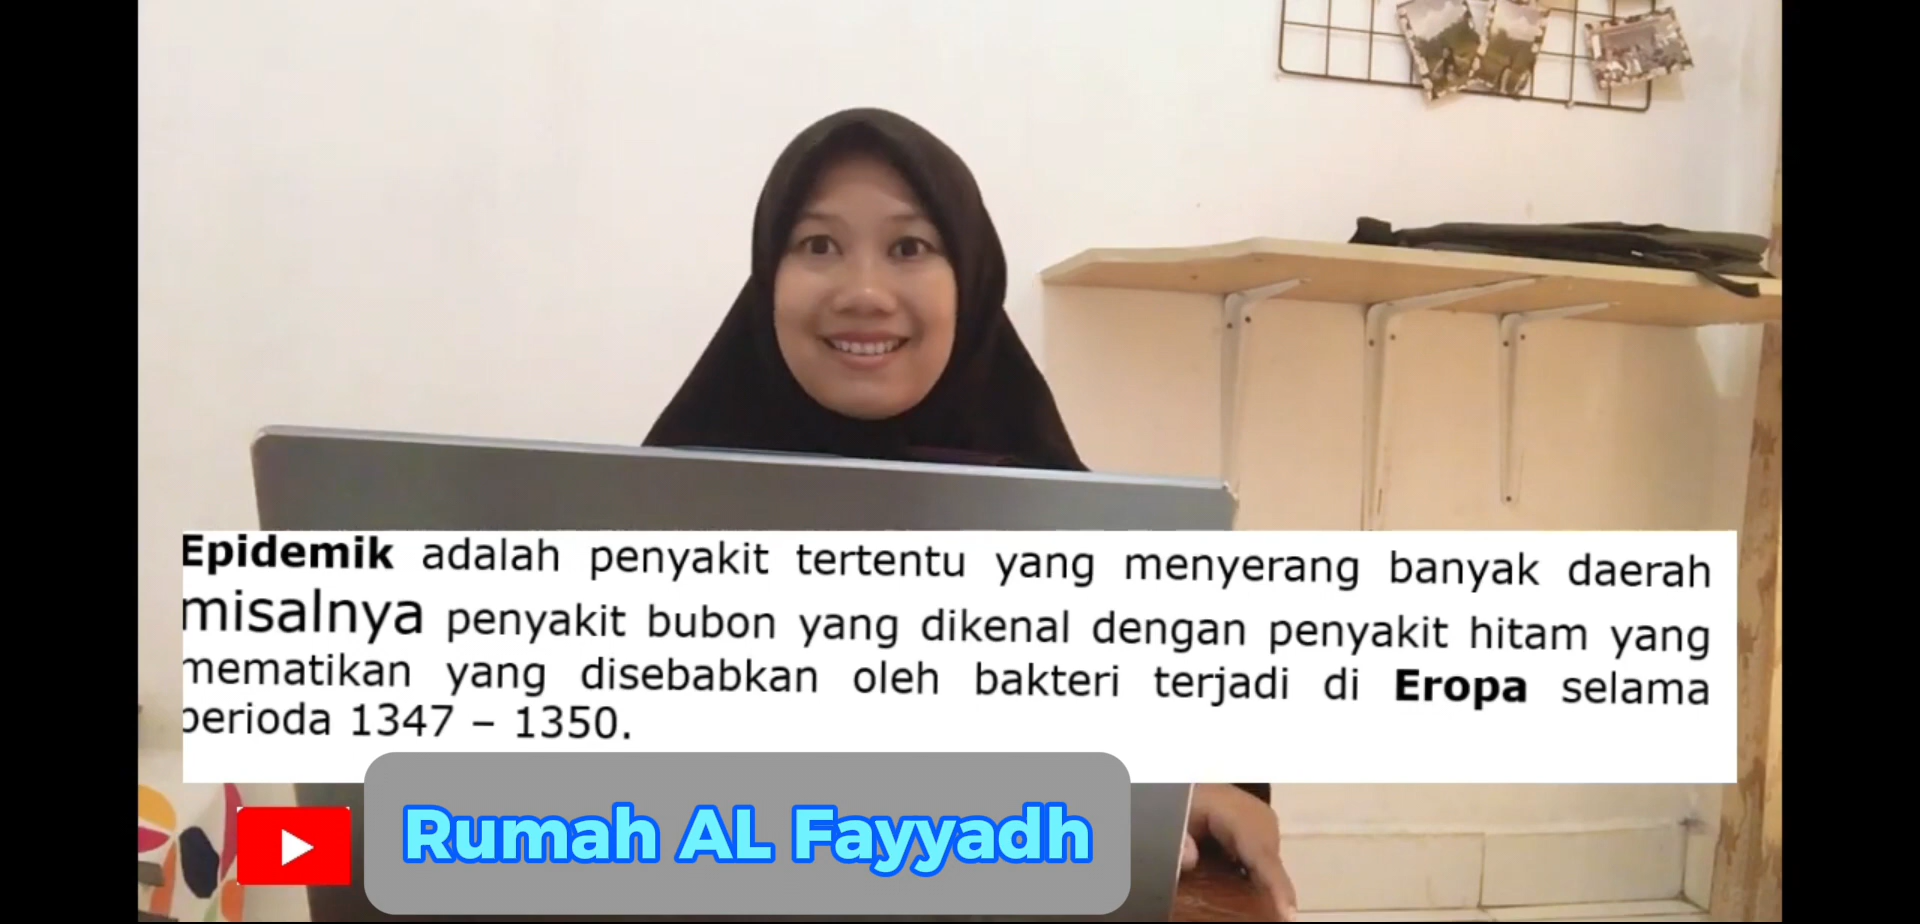 Epidemik adalah penyakit tertentu yang menyerang banyak daerah
misalnya penyakit bubon yang dikenal dengan penyakit hitam yang
mematikan yang disebabkan oleh bakteri terjadi di Eropa selama
perioda 1347 – 1350.
Rumah AL Fayyadh